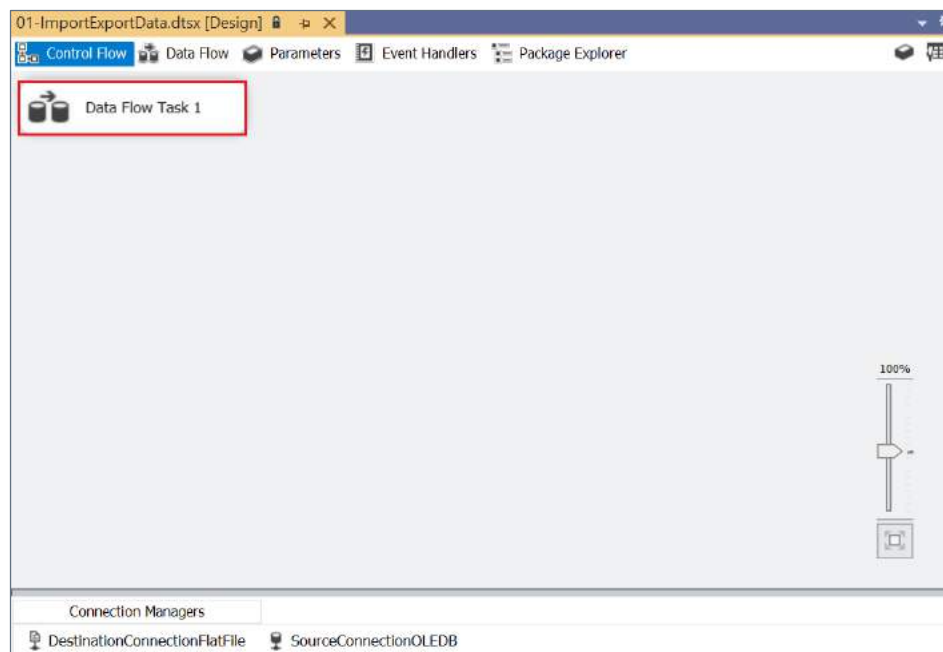 01-ImportExportData.dtsx [Design]
Control Flow Data Flow Parameters Event Handlers Package Explorer
Data Flow Task 1
100%
Connection Managers
DestinationConnectionFlatFile SourceConnectionOLEDB